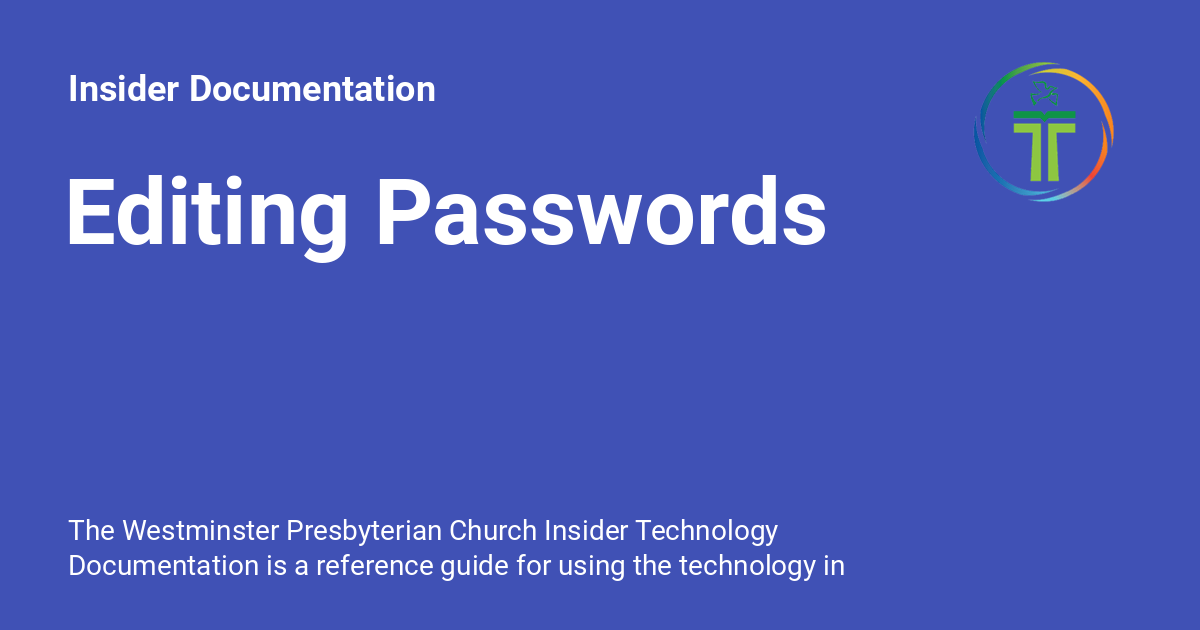 Insider Documentation
Editing Passwords
The Westminster Presbyterian Church Insider Technology
Documentation is a reference guide for using the technology in